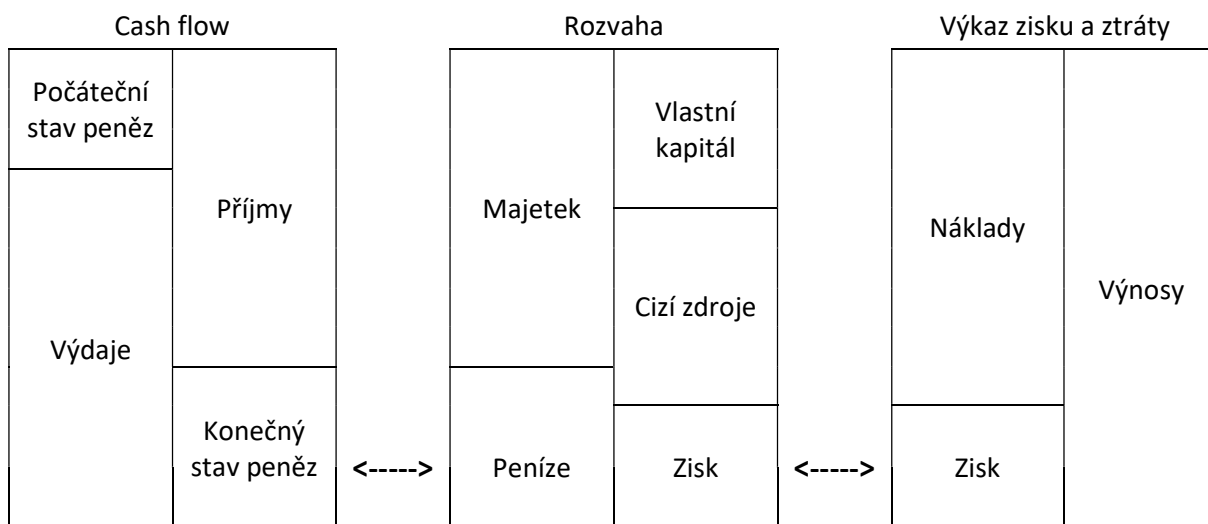 Cash flow
Počáteční
stav peněz
Příjmy
Výdaje
Konečný
stav peněz
<----->
Rozvaha
Majetek
Vlastní
kapitál
Cizí zdroje
Peníze
Zisk
<----->
Výkaz zisku a ztráty
Náklady
Výnosy
Zisk